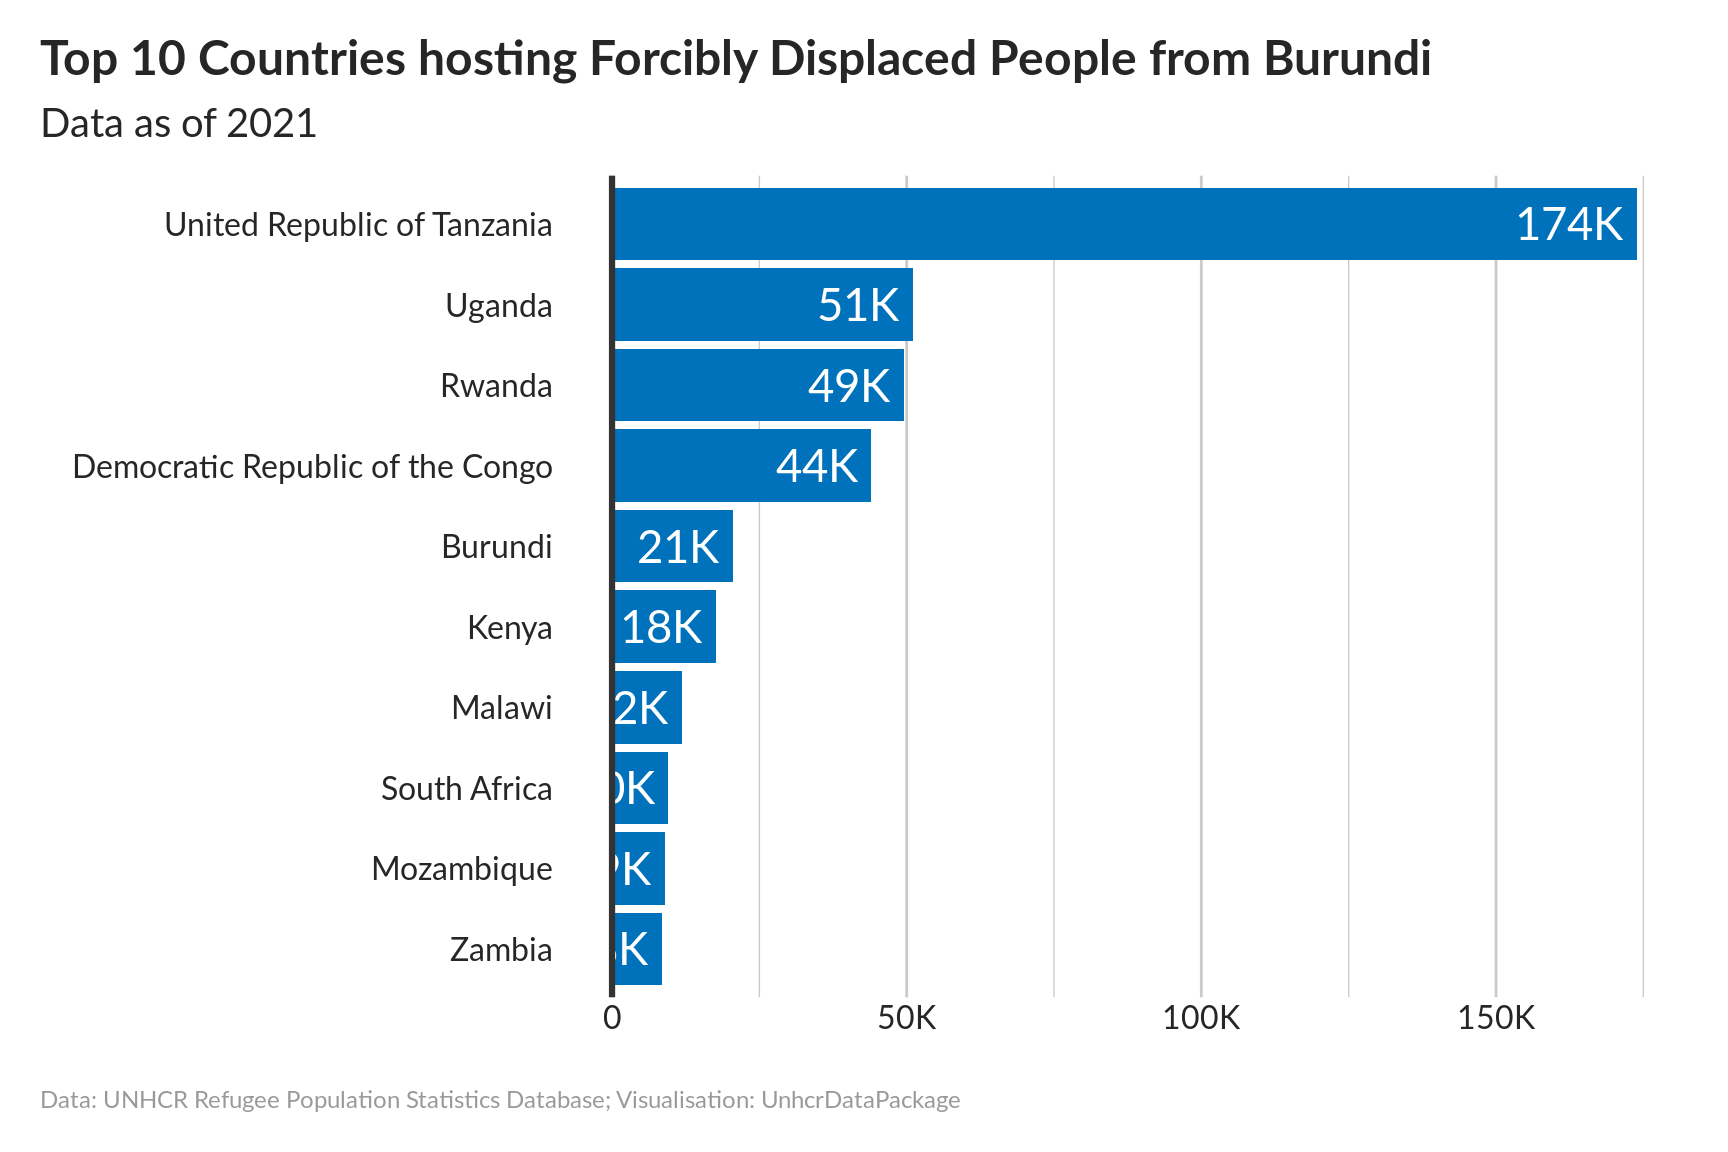 Top 10 Countries hosting Forcibly Displaced People from Burundi
Data as of 2021
United Republic of Tanzania 174K
Uganda 51K
Rwanda 49K
Democratic Republic of the Congo 44K
Burundi 21K
Kenya 18K
Malawi 2K
South Africa
Mozambique
Zambia
0 50K 100K 150K
Data: UNHCR Refugee Population Statistics Database; Visualisation: UnhcrDataPackage